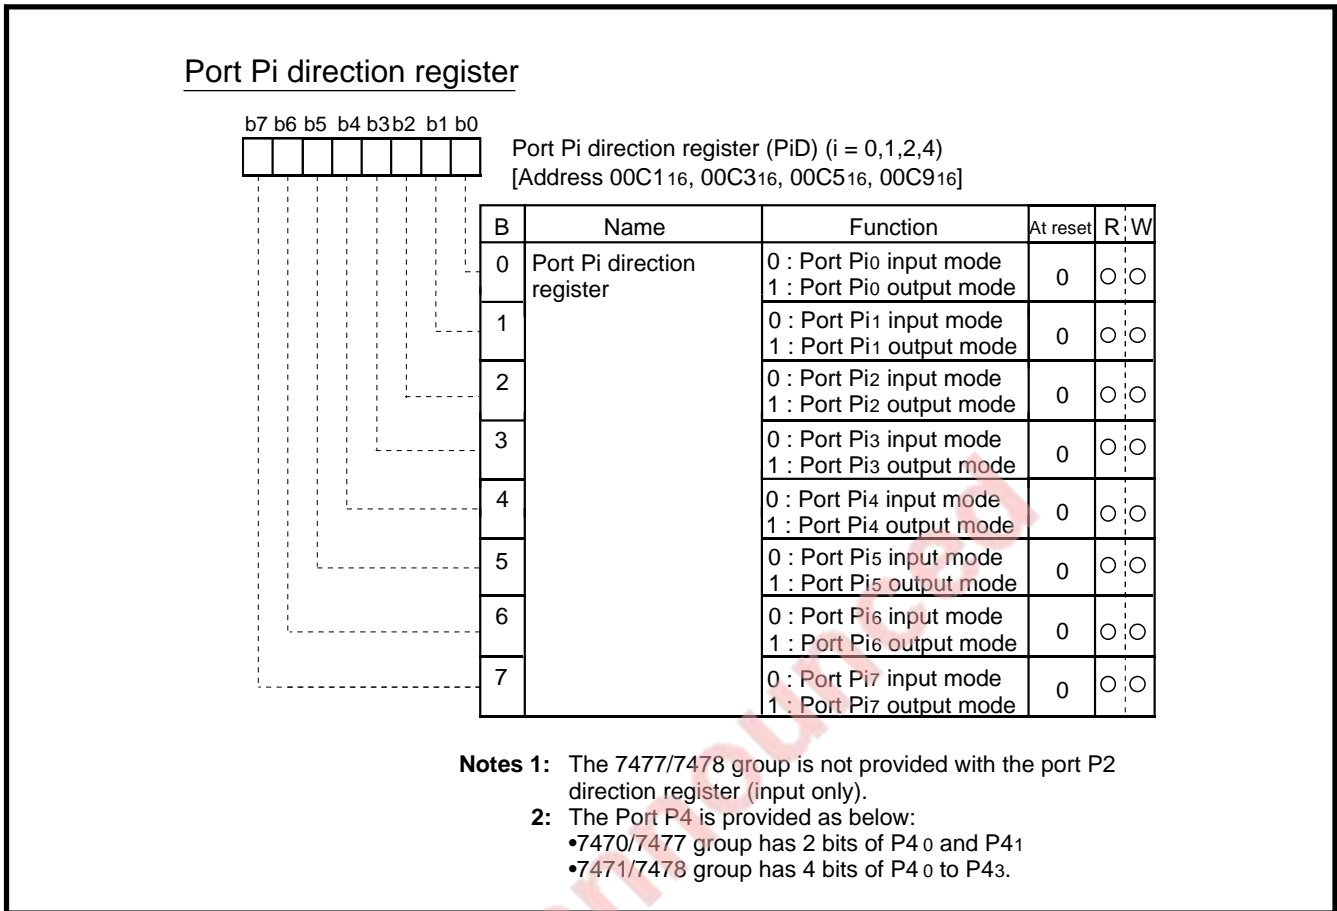 Port Pi direction register
b7 b6 b5 b4 b3 b2 b1 b0
Port Pi direction register (PiD) (i = 0,1,2,4)
[Address 00C1₁₆, 00C3₁₆, 00C5₁₆, 00C9₁₆]
B Name Function At reset R W
0 Port Pi direction register 0 : Port Pi0 input mode
1 : Port Pi0 output mode 0 ○ ○
1 0 : Port Pi1 input mode
1 : Port Pi1 output mode 0 ○ ○
2 0 : Port Pi2 input mode
1 : Port Pi2 output mode 0 ○ ○
3 0 : Port Pi3 input mode
1 : Port Pi3 output mode 0 ○ ○
4 0 : Port Pi4 input mode
1 : Port Pi4 output mode 0 ○ ○
5 0 : Port Pi5 input mode
1 : Port Pi5 output mode 0 ○ ○
6 0 : Port Pi6 input mode
1 : Port Pi6 output mode 0 ○ ○
7 0 : Port Pi7 input mode
1 : Port Pi7 output mode 0 ○ ○
Notes 1: The 7477/7478 group is not provided with the port P2
direction register (input only).
2: The Port P4 is provided as below:
•7470/7477 group has 2 bits of P4 0 and P41
•7471/7478 group has 4 bits of P4 0 to P43.